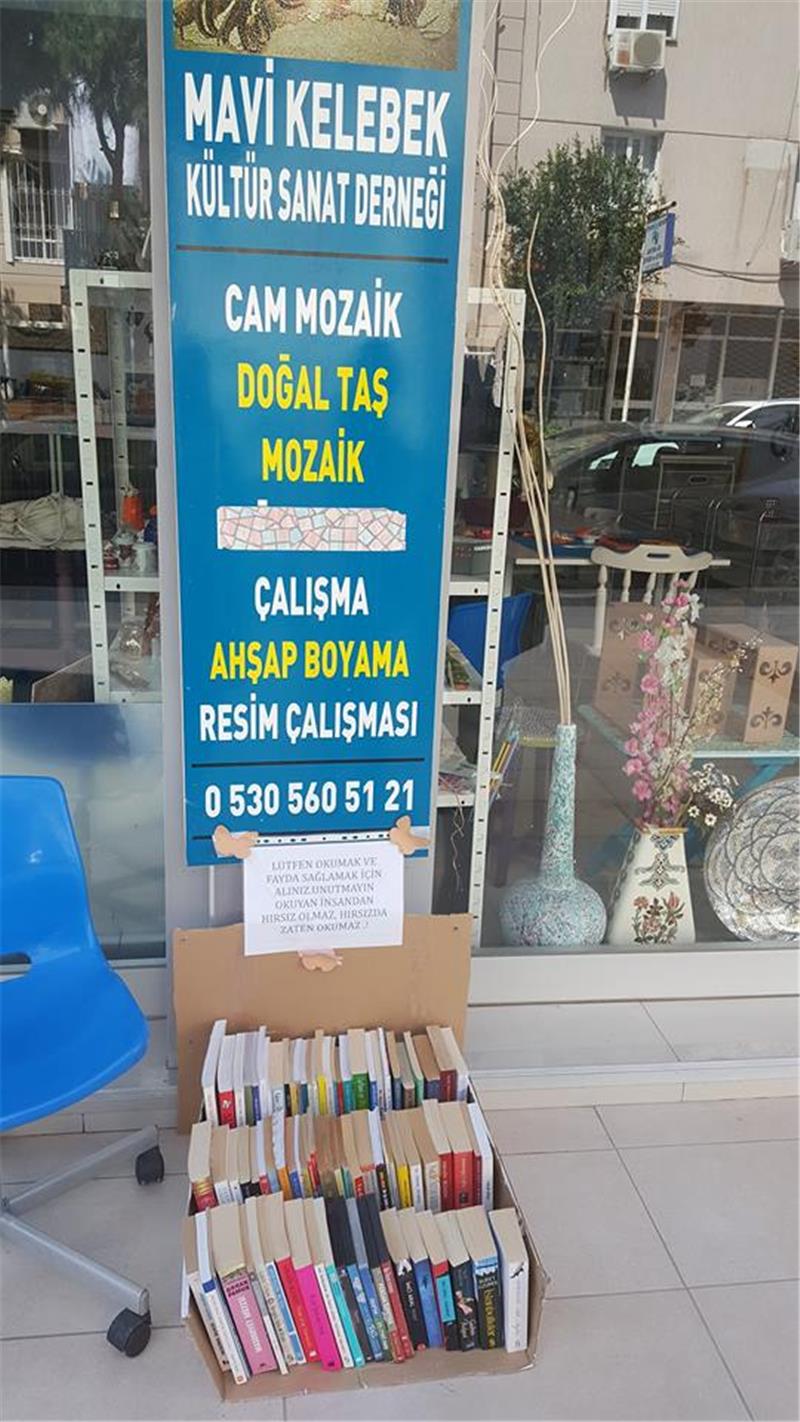 MAVİ KELEBEK
KÜLTÜR SANAT DERNEĞİ
CAM MOZAİK
DOĞAL TAŞ
MOZAİK
ÇALIŞMA
AHŞAP BOYAMA
RESİM ÇALIŞMASI
0 530 560 51 21
LÜTFEN OKUMAK VE
FAYDA SAĞLAMAK İÇİN
ALINIZ.UNUTMAYIN
OKUYAN İNSANDAN
HIRSIZ OLMAZ, HIRSIZDA
ZATEN OKUMAZ .!